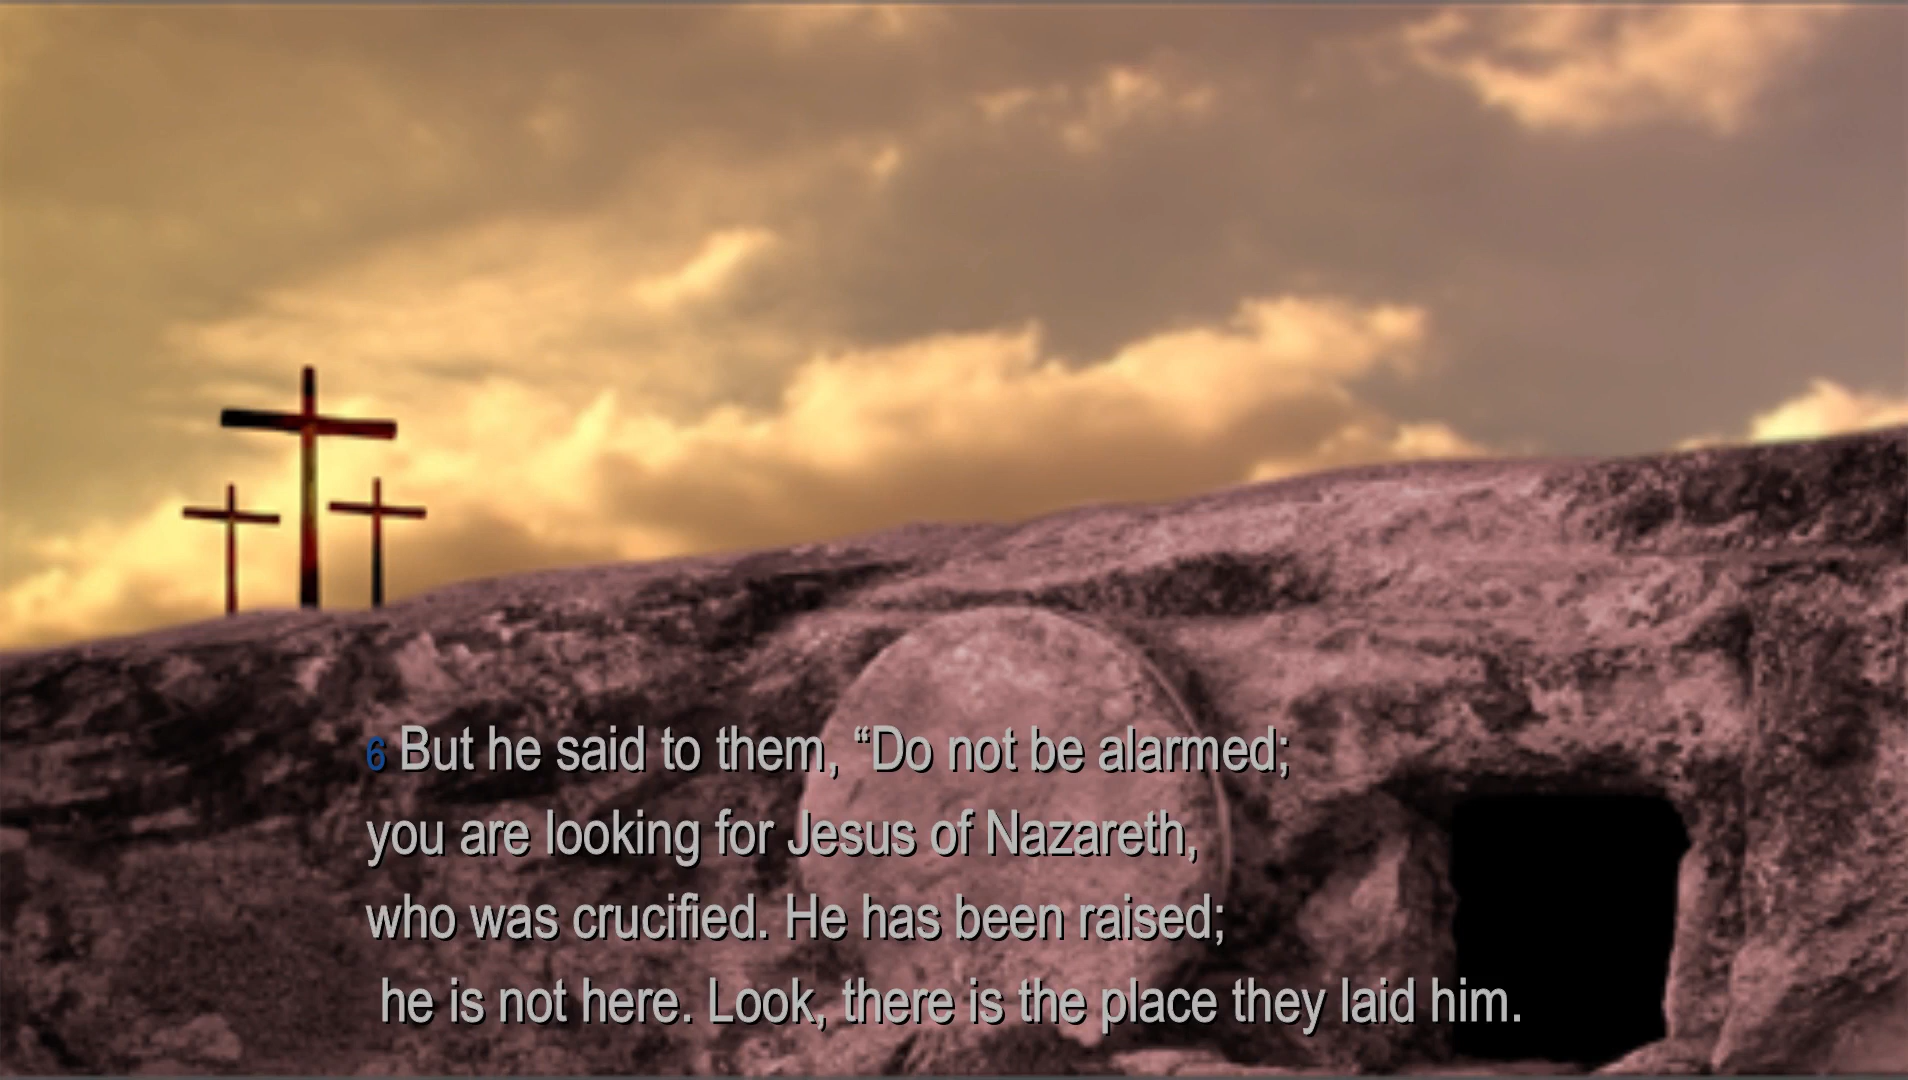 6 But he said to them, “Do not be alarmed;
you are looking for Jesus of Nazareth,
who was crucified. He has been raised;
he is not here. Look, there is the place they laid him.